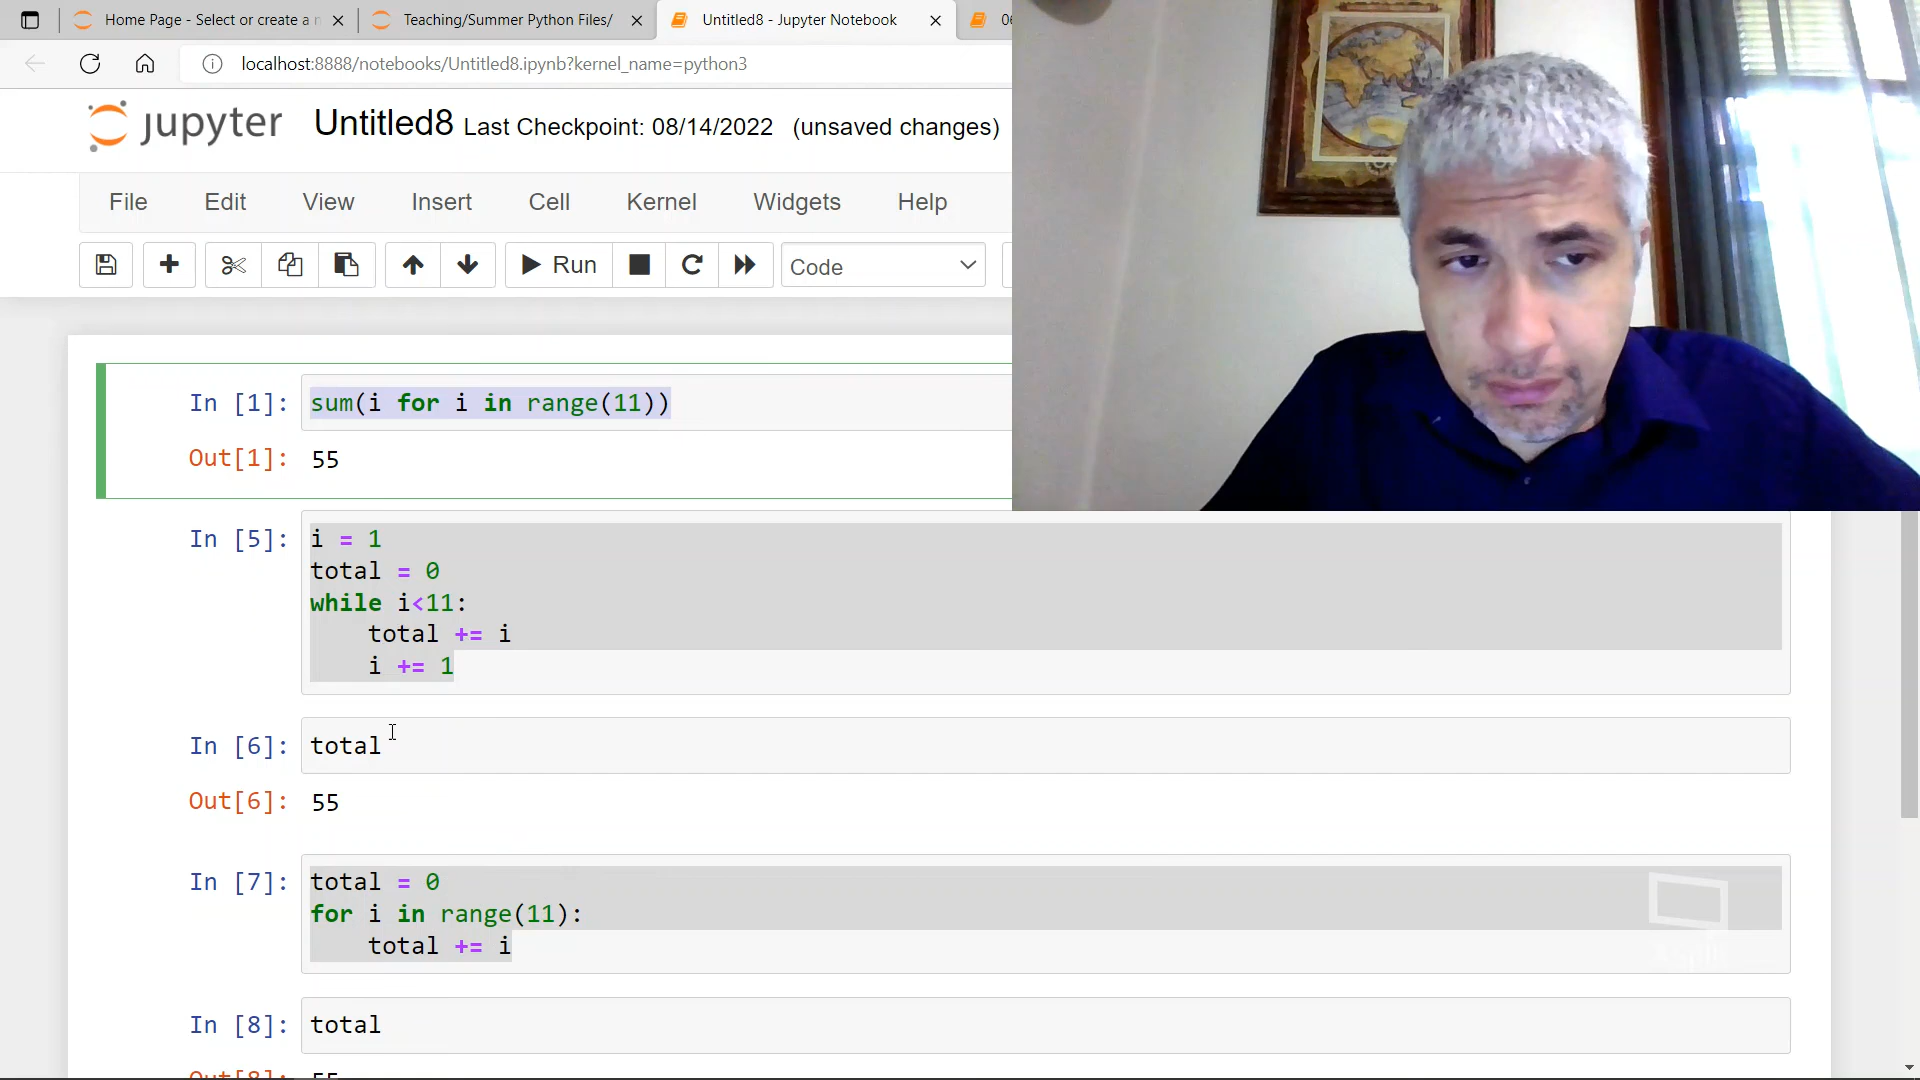 Home Page - Select or create a n
Teaching/Summer Python Files/
Untitled8 - Jupyter Notebook
localhost:8888/notebooks/Untitled8.ipynb?kernel_name=python3
jupyter Untitled8 Last Checkpoint: 08/14/2022 (unsaved changes)
File Edit View Insert Cell Kernel Widgets Help
Run Code
In [1]: sum(i for i in range(11))
Out[1]: 55
In [5]: i = 1
total = 0
while i<11:
total += i
i += 1
In [6]: total
Out[6]: 55
In [7]: total = 0
for i in range(11):
total += i
In [8]: total
Out[8]: 55